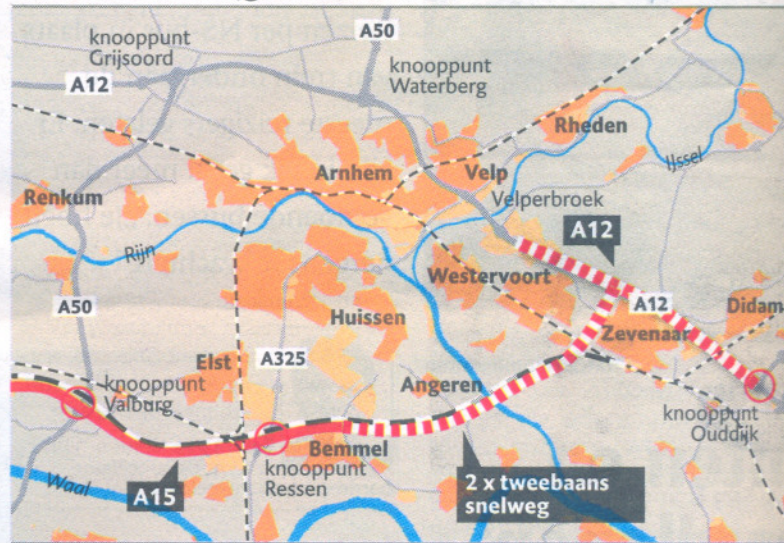 A50
knooppunt
Grijsoord
A12
knooppunt
Waterberg
Rheden
Arnhem
Velp
IJssel
Renkum
Velperbroek
A12
Rijn
Westervoort
A50
A12
Didam
Huissen
Zevenaar
Elst
A325
Angeren
knooppunt
Valburg
knooppunt
Ouddijk
Bemmel
knooppunt
Ressen
Waal
A15
2 x tweebaans
snelweg